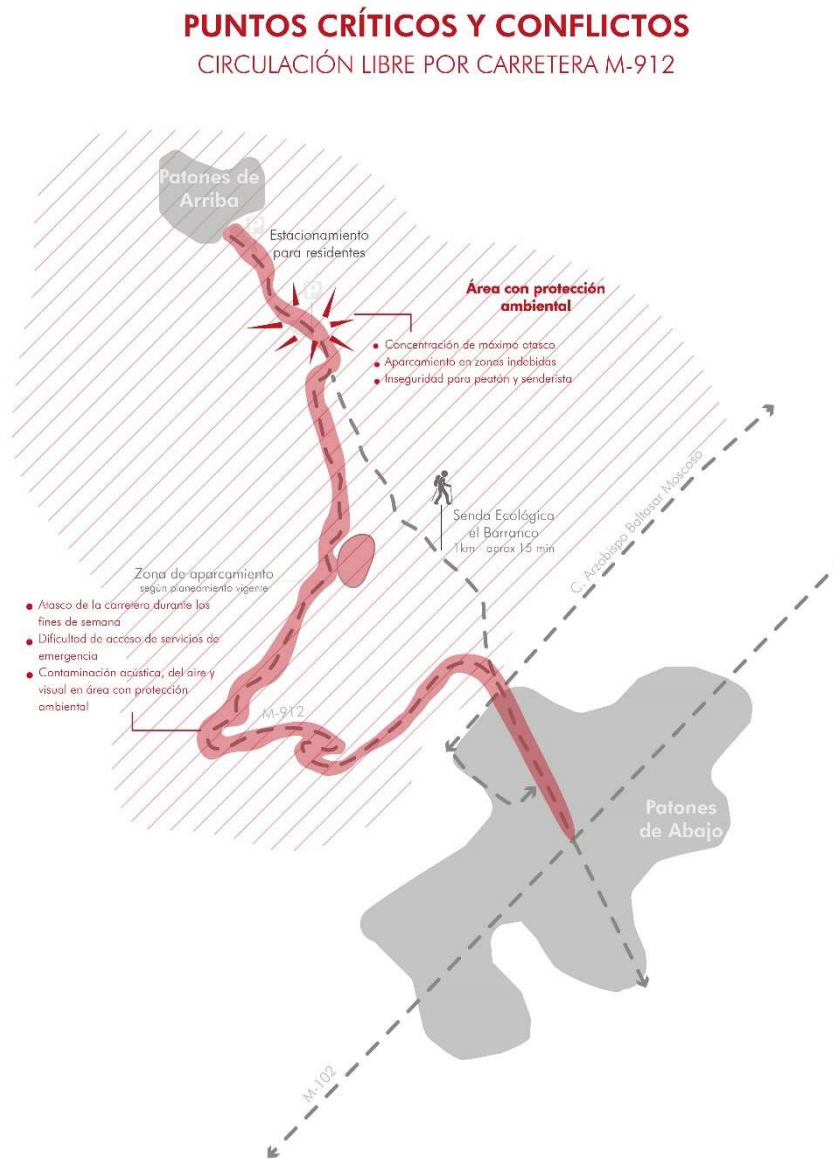 PUNTOS CRÍTICOS Y CONFLICTOS
CIRCULACIÓN LIBRE POR CARRETERA M-912
Patones de
Arriba
P
Estacionamiento
para residentes
P
Área con protección
ambiental
Concentración de máximo atasco
Aparcamiento en zonas indebidas
Inseguridad para peatón y senderista
C. Arzobispo Baltasar Moscoso
Senda Ecológica
el Barranco
1km - aprox 15 min
Zona de aparcamiento
según planeamiento vigente
Atasco de la carretera durante los
fines de semana
Dificultad de acceso de servicios de
emergencia
Contaminación acústica, del aire y
visual en área con protección
ambiental
M-912
Patones
de Abajo
M-102